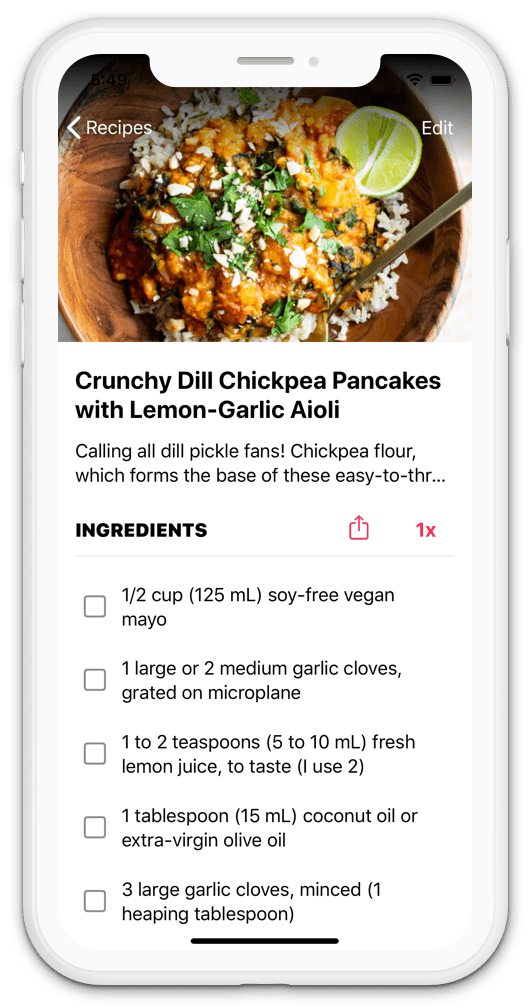 5:49
Recipes
Edit
Crunchy Dill Chickpea Pancakes
with Lemon-Garlic Aioli
Calling all dill pickle fans! Chickpea flour,
which forms the base of these easy-to-thr...
INGREDIENTS 1x
1/2 cup (125 mL) soy-free vegan
mayo
1 large or 2 medium garlic cloves,
grated on microplane
1 to 2 teaspoons (5 to 10 mL) fresh
lemon juice, to taste (I use 2)
1 tablespoon (15 mL) coconut oil or
extra-virgin olive oil
3 large garlic cloves, minced (1
heaping tablespoon)